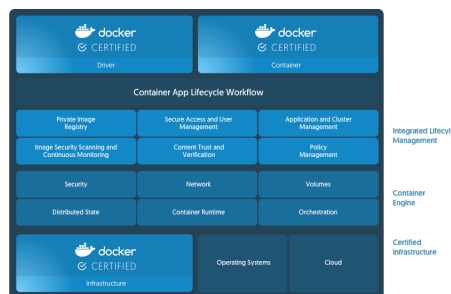 docker docker
CERTIFIED CERTIFIED
Driver Container
Container App Lifecycle Workflow
Private Image Secure Access and User Application and Cluster
Registry Management Management
Image Security Scanning and Content Trust and Policy
Continuous Monitoring Verification Management
Integrated Lifecycl
Management
Security Network Volumes
Distributed State Container Runtime Orchestration
Container
Engine
docker
CERTIFIED
Infrastructure
Operating Systems Cloud
Certified
Infrastructure